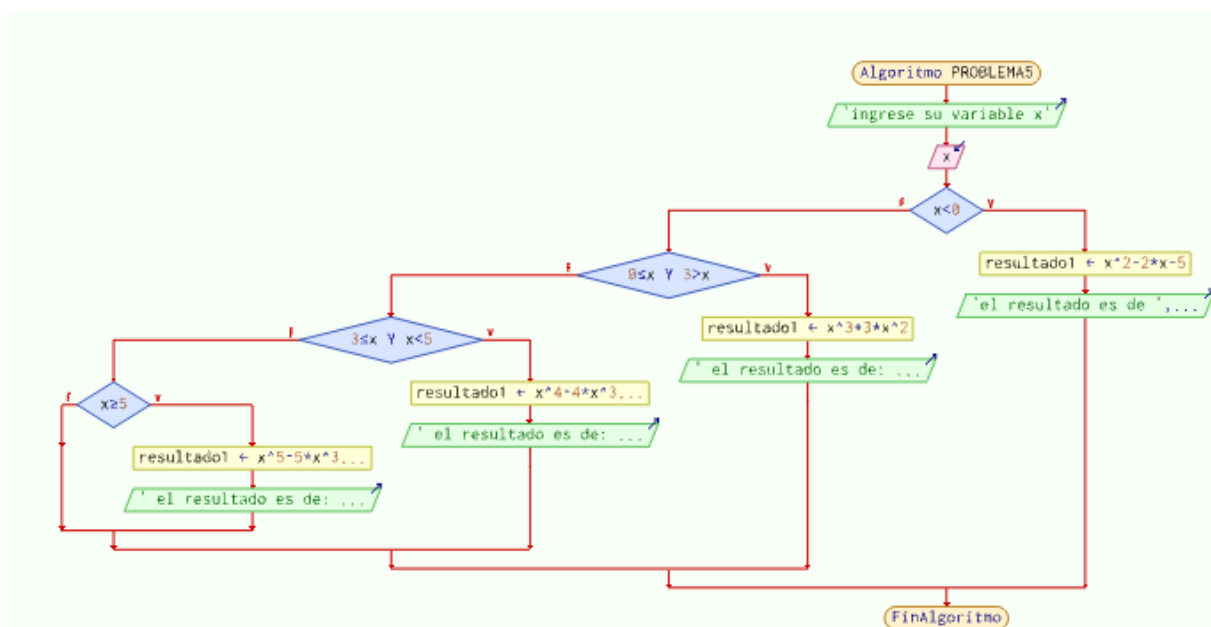 Algoritmo PROBLEMA5
'ingrese su variable x'
x
x<0
F
V
resultado1 ← x^2-2*x-5
'el resultado es de ',...
0≤x Y 3>x
F
V
resultado1 ← x^3+3*x^2
' el resultado es de: ...
3≤x Y x<5
F
V
resultado1 ← x^4-4*x^3,...
' el resultado es de: ...
x≥5
F
V
resultado1 ← x^5-5*x^3...
' el resultado es de: ...
FinAlgoritmo